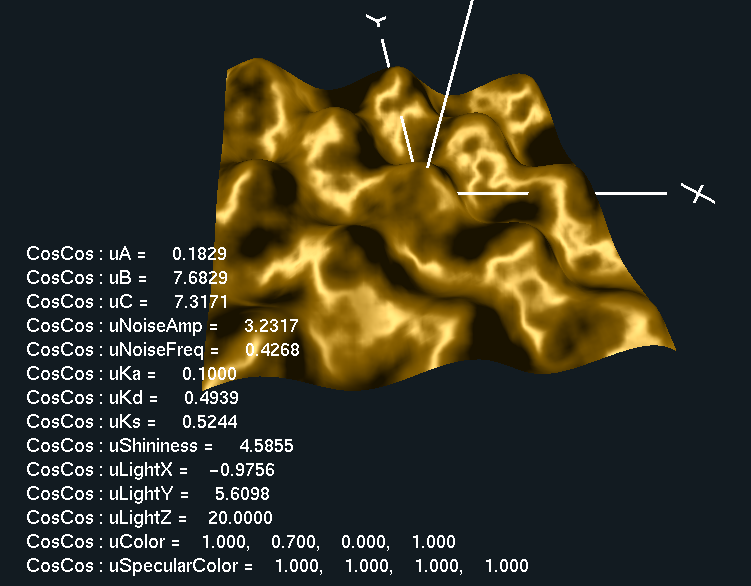 Y
X
CosCos : uA = 0.1829
CosCos : uB = 7.6829
CosCos : uC = 7.3171
CosCos : uNoiseAmp = 3.2317
CosCos : uNoiseFreq = 0.4268
CosCos : uKa = 0.1000
CosCos : uKd = 0.4939
CosCos : uKs = 0.5244
CosCos : uShininess = 4.5855
CosCos : uLightX = −0.9756
CosCos : uLightY = 5.6098
CosCos : uLightZ = 20.0000
CosCos : uColor = 1.000, 0.700, 0.000, 1.000
CosCos : uSpecularColor = 1.000, 1.000, 1.000, 1.000